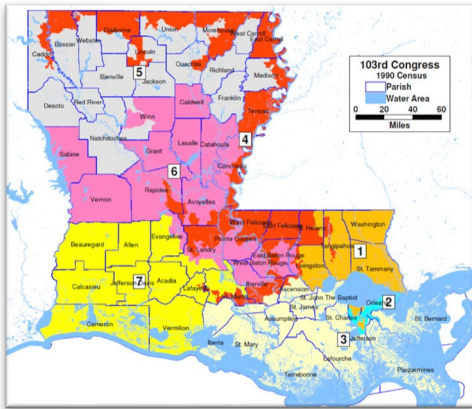 103rd Congress
1990 Census
Parish
Water Area
0 20 40 60
Miles
Claiborne
Union
Morehouse
West Carroll
East Carroll
Webster
Bossier
Caddo
Lincoln
Ouachita
Richland
Madison
5
Bienville
Jackson
Franklin
Tensas
Desoto
Red River
Caldwell
Winn
4
Natchitoches
Sabine
Grant
Lasalle
Catahoula
Concordia
6
Rapides
Vernon
Avoyelles
West Feliciana
East Feliciana
St. Helena
Washington
Beauregard
Allen
Evangeline
St. Landry
Pointe Coupee
Tangipahoa
1
East Baton Rouge
West Baton Rouge
Livingston
St. Tammany
Calcasieu
7
Jefferson Davis
Acadia
Lafayette
St. Martin
Iberville
Ascension
St. John The Baptist
Orleans
2
St. James
St. Charles
Cameron
Vermilion
Iberia
St. Mary
Assumption
3
Jefferson
St. Bernard
Lafourche
Terrebonne
Plaquemines